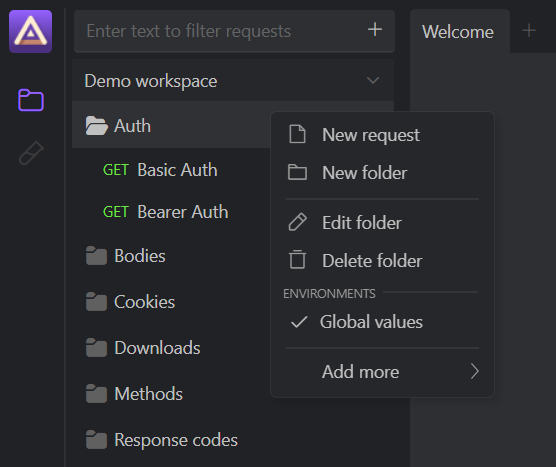 Enter text to filter requests
Welcome
Demo workspace
Auth
GET Basic Auth
GET Bearer Auth
Bodies
Cookies
Downloads
Methods
Response codes
New request
New folder
Edit folder
Delete folder
ENVIRONMENTS
Global values
Add more